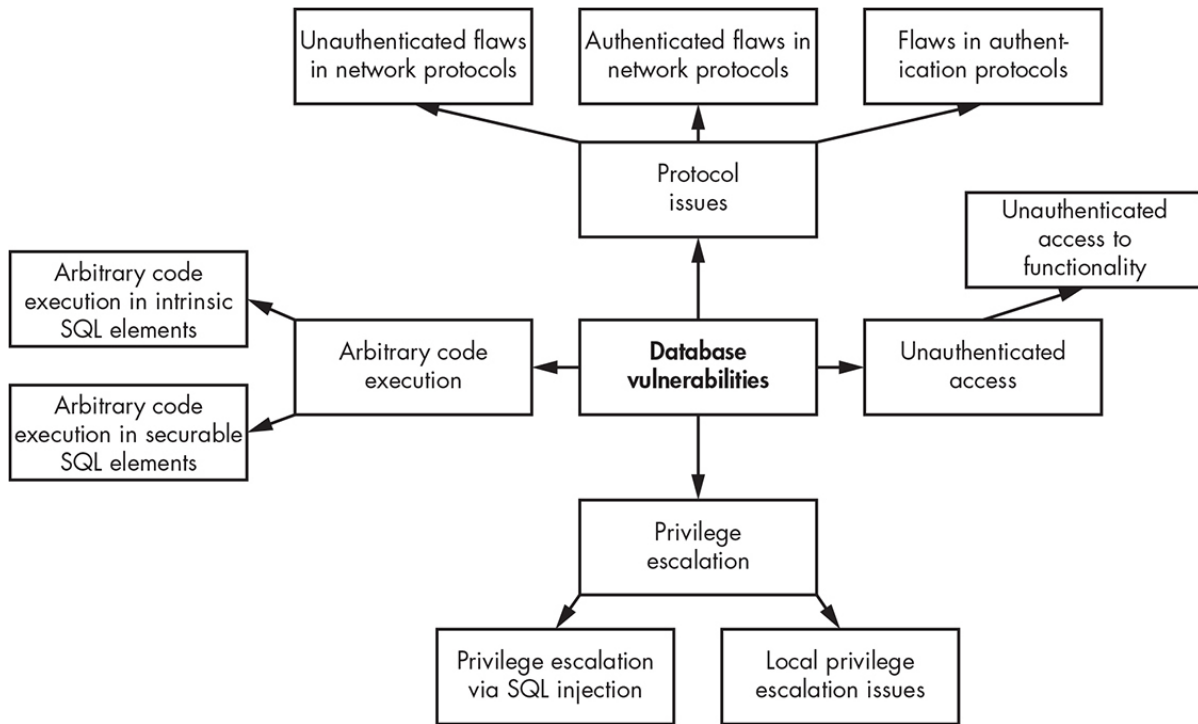 Unauthenticated flaws
in network protocols
Authenticated flaws in
network protocols
Flaws in authent-
ication protocols
Protocol
issues
Unauthenticated
access to
functionality
Arbitrary code
execution in intrinsic
SQL elements
Arbitrary code
execution
Database
vulnerabilities
Unauthenticated
access
Arbitrary code
execution in securable
SQL elements
Privilege
escalation
Privilege escalation
via SQL injection
Local privilege
escalation issues